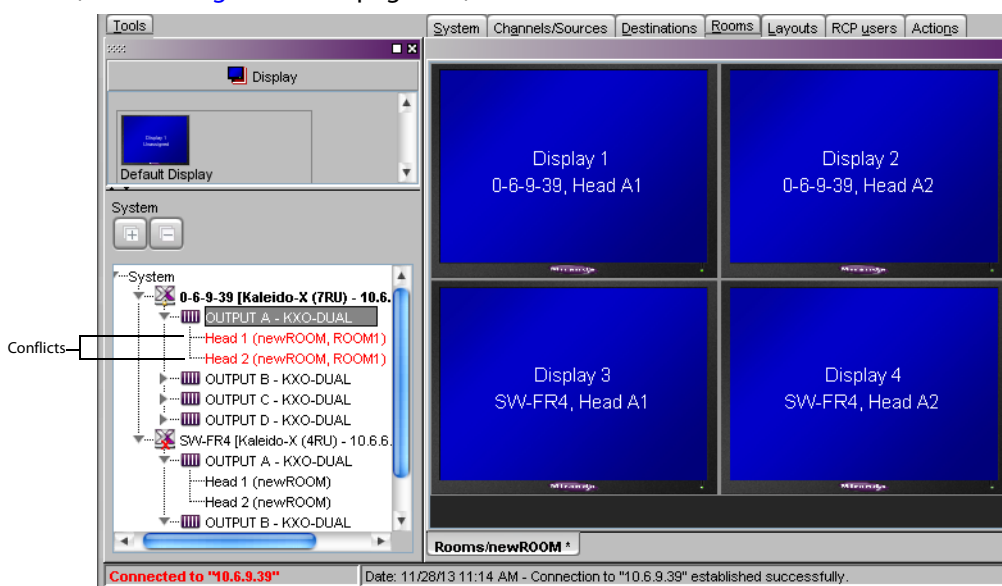 Tools
System
Channels/Sources
Destinations
Rooms
Layouts
RCP users
Actions
Display
Display 1
Unassigned
Default Display
System
System
0-6-9-39 [Kaleido-X (7RU) - 10.6.
OUTPUT A - KXO-DUAL
Conflicts
Head 1 (newROOM, ROOM1)
Head 2 (newROOM, ROOM1)
OUTPUT B - KXO-DUAL
OUTPUT C - KXO-DUAL
OUTPUT D - KXO-DUAL
SW-FR4 [Kaleido-X (4RU) - 10.6.6.
OUTPUT A - KXO-DUAL
Head 1 (newROOM)
Head 2 (newROOM)
OUTPUT B - KXO-DUAL
Display 1
0-6-9-39, Head A1
Display 2
0-6-9-39, Head A2
Miranda
Miranda
Display 3
SW-FR4, Head A1
Display 4
SW-FR4, Head A2
Miranda
Miranda
Rooms/newROOM *
Connected to "10.6.9.39"
Date: 11/28/13 11:14 AM - Connection to "10.6.9.39" established successfully.